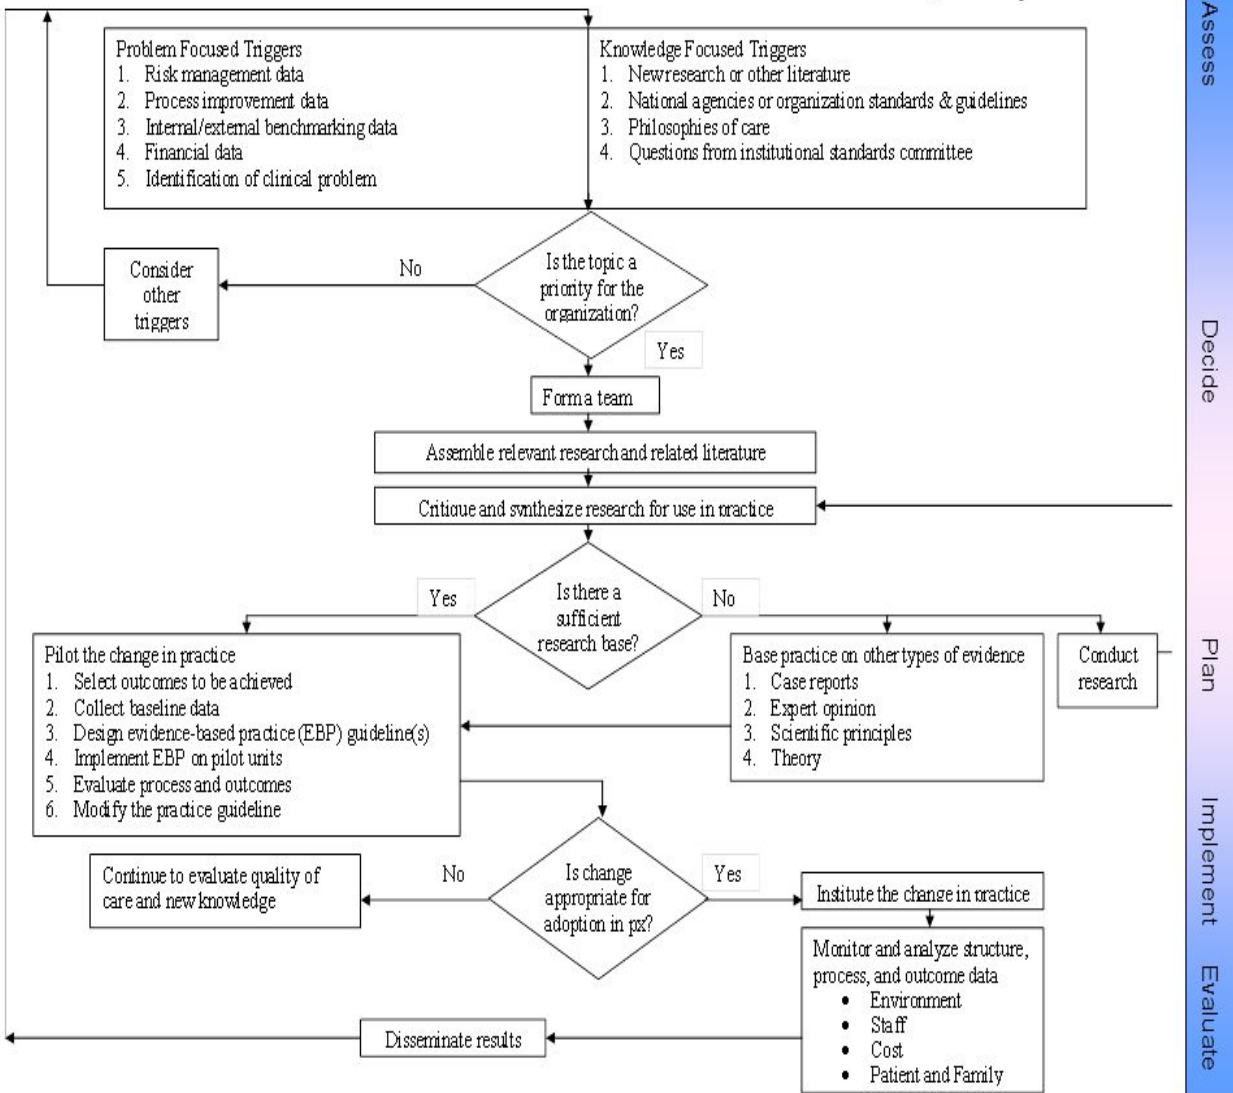 Problem Focused Triggers
1. Risk management data
2. Process improvement data
3. Internal/external benchmarking data
4. Financial data
5. Identification of clinical problem
Knowledge Focused Triggers
1. New research or other literature
2. National agencies or organization standards & guidelines
3. Philosophies of care
4. Questions from institutional standards committee
Consider
other
triggers
No
Is the topic a
priority for the
organization?
Yes
Form a team
Assemble relevant research and related literature
Critique and synthesize research for use in practice
Yes
Is there a
sufficient
research base?
No
Pilot the change in practice
1. Select outcomes to be achieved
2. Collect baseline data
3. Design evidence-based practice (EBP) guideline(s)
4. Implement EBP on pilot units
5. Evaluate process and outcomes
6. Modify the practice guideline
Base practice on other types of evidence
1. Case reports
2. Expert opinion
3. Scientific principles
4. Theory
Conduct
research
Continue to evaluate quality of
care and new knowledge
No
Is change
appropriate for
adoption in px?
Yes
Institute the change in practice
Monitor and analyze structure,
process, and outcome data
• Environment
• Staff
• Cost
• Patient and Family
Disseminate results
Assess
Decide
Plan
Implement
Evaluate